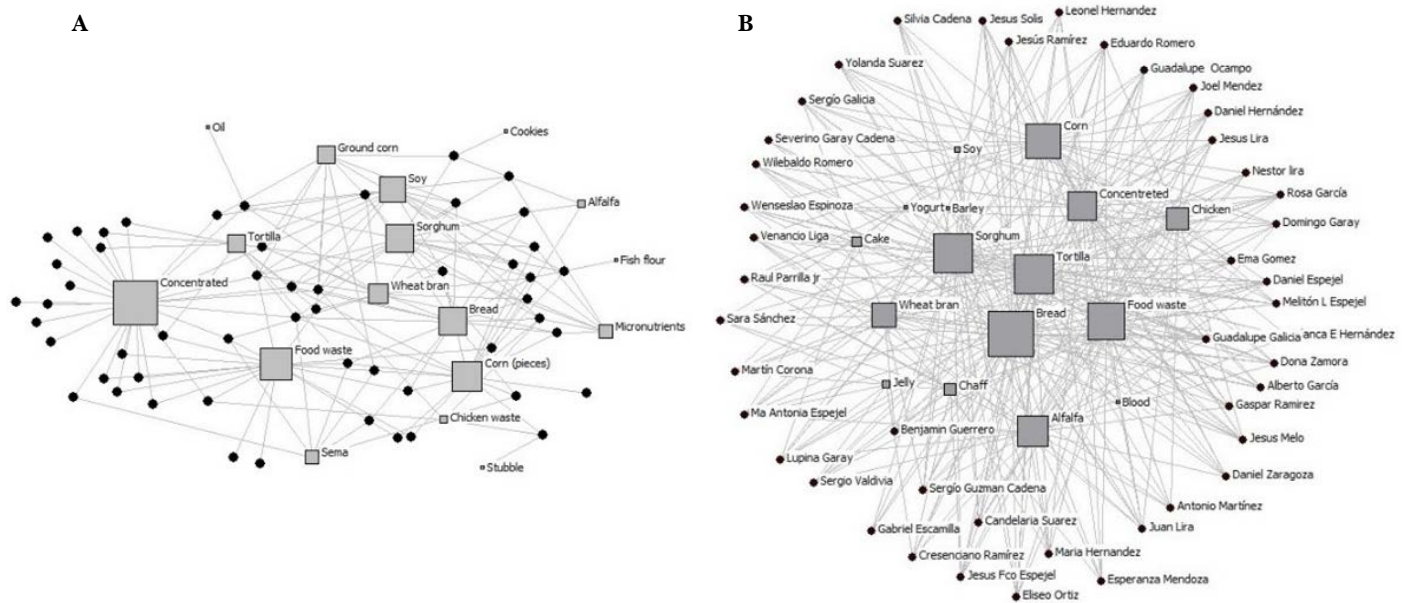 A
Oil
Cookies
Ground corn
Soy
Alfalfa
Sorghum
Tortilla
Fish flour
Concentrated
Wheat bran
Bread
Micronutrients
Food waste
Corn (pieces)
Chicken waste
Sema
Stubble
B
Leonel Hernandez
Silvia Cadena
Jesus Solis
Jesús Ramírez
Eduardo Romero
Yolanda Suarez
Guadalupe Ocampo
Joel Mendez
Sergío Galicia
Daniel Hernández
Corn
Severino Garay Cadena
Jesus Lira
Soy
Wilebaldo Romero
Nestor lira
Concentreted
Rosa García
Wenseslao Espinoza
Yogurt
Barley
Chicken
Domingo Garay
Venancio Liga
Cake
Sorghum
Tortilla
Ema Gomez
Raul Parrilla jr
Daniel Espejel
Wheat bran
Food waste
Melitón L Espejel
Sara Sánchez
Bread
Guadalupe Galicia
anca E Hernández
Dona Zamora
Martín Corona
Jelly
Chaff
Alberto García
Blood
Gaspar Ramirez
Ma Antonia Espejel
Alfalfa
Benjamin Guerrero
Jesus Melo
Lupina Garay
Daniel Zaragoza
Sergio Valdivia
Sergío Guzman Cadena
Antonio Martínez
Candelaria Suarez
Juan Lira
Gabriel Escamilla
Maria Hernandez
Cresenciano Ramírez
Jesus Fco Espejel
Esperanza Mendoza
Eliseo Ortiz